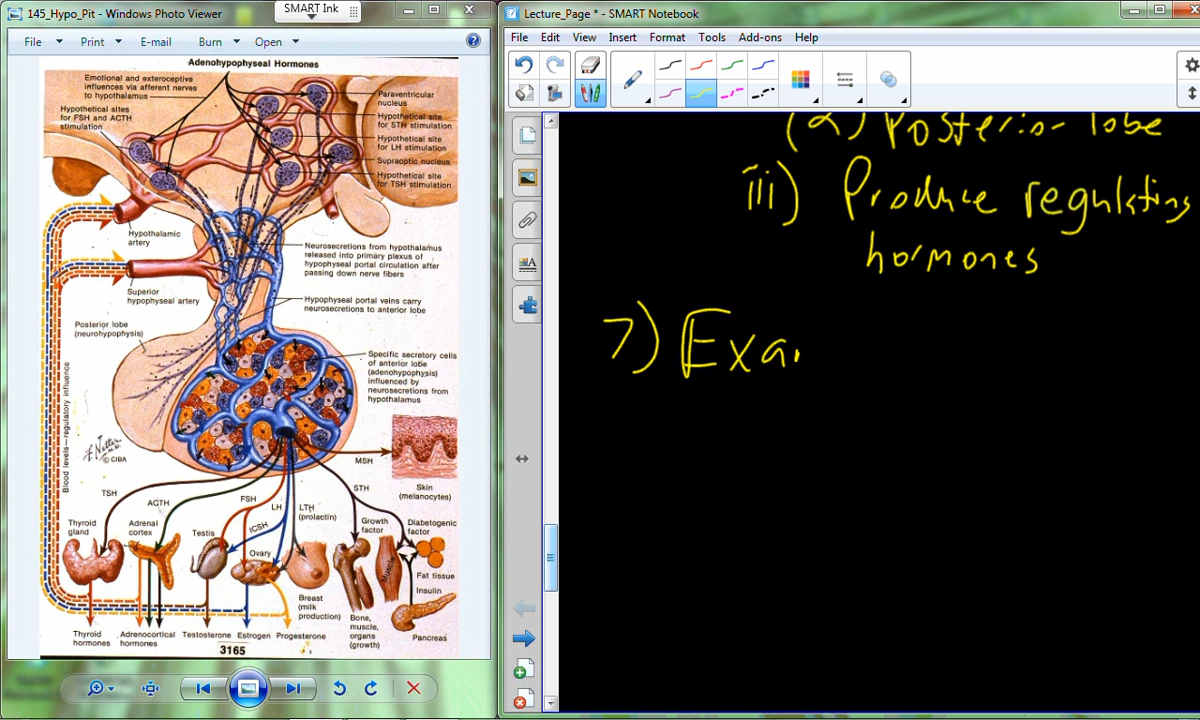 145_Hypo_Pit - Windows Photo Viewer
SMART Ink
File Print E-mail Burn Open
Adenohypophyseal Hormones
Emotional and exteroceptive
influences via afferent nerves
to hypothalamus
Hypothetical sites
for FSH and ACTH
stimulation
Paraventricular
nucleus
Hypothetical site
for STH stimulation
Hypothetical site
for LH stimulation
Supraoptic nucleus
Hypothetical site
for TSH stimulation
Hypothalamic
artery
Neurosecretions from hypothalamus
released into primary plexus of
hypophyseal portal circulation after
passing down nerve fibers
Superior
hypophyseal artery
Hypophyseal portal veins carry
neurosecretions to anterior lobe
Posterior lobe
(neurohypophysis)
Specific secretory cells
of anterior lobe
(adenohypophysis)
influenced by
neurosecretions from
hypothalamus
Blood levels—regulatory influence
F. Netter
M.D.
© CIBA
MSH
Skin
(melanocytes)
TSH
ACTH
FSH
LH
ICSH
LTH
(prolactin)
STH
Thyroid
gland
Adrenal
cortex
Testis
Ovary
Growth
factor
Diabetogenic
factor
Muscle
Fat tissue
Insulin
Breast
(milk
production)
Bone,
muscle,
organs
(growth)
Pancreas
Thyroid
hormones
Adrenocortical
hormones
Testosterone
Estrogen
Progesterone
3165
Lecture_Page * - SMART Notebook
File Edit View Insert Format Tools Add-ons Help
Posterior lobe
iii) Produce regulating
hormones
7) Exa